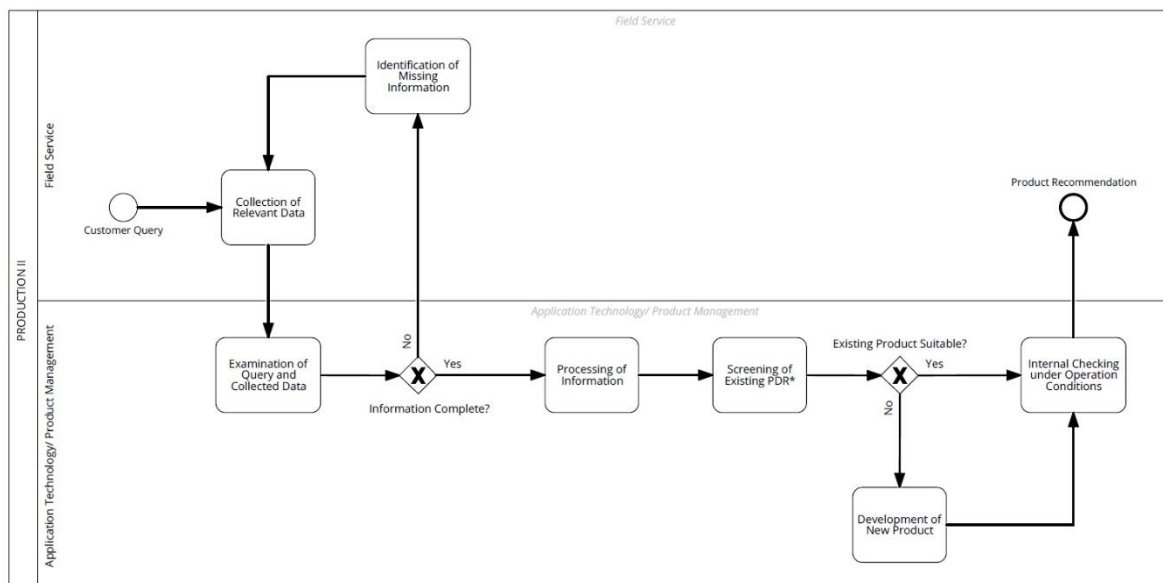 PRODUCTION II
Field Service
Field Service
Identification of
Missing
Information
Collection of
Relevant Data
Customer Query
Product Recommendation
Application Technology/ Product Management
Application Technology/ Product Management
Examination of
Query and
Collected Data
No
Yes
Information Complete?
Processing of
Information
Screening of
Existing PDR*
Existing Product Suitable?
Yes
No
Internal Checking
under Operation
Conditions
Development of
New Product